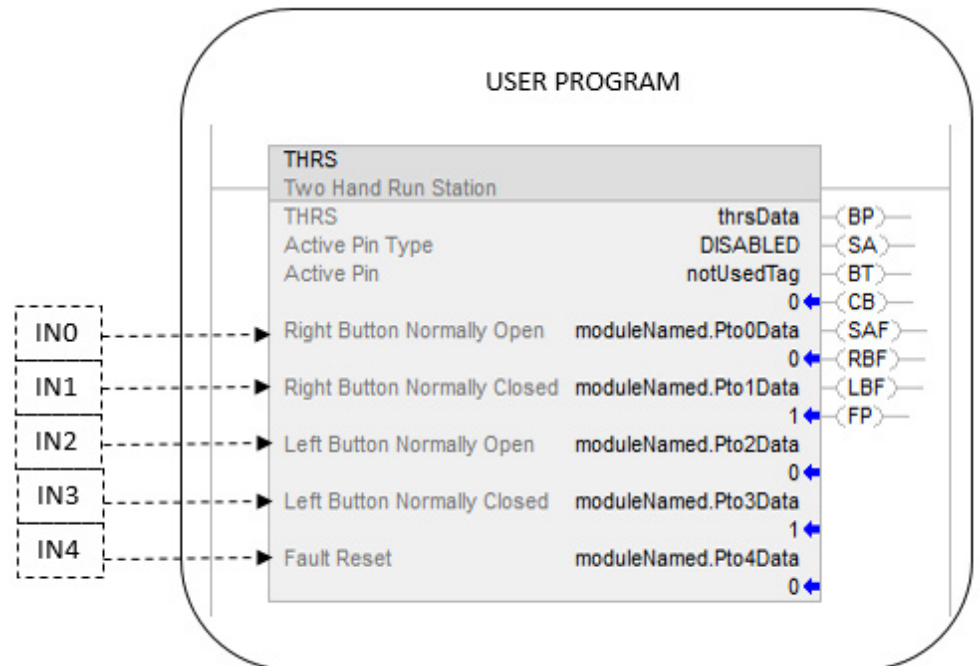 USER PROGRAM
THRS
Two Hand Run Station
THRS thrsData (BP)
Active Pin Type DISABLED (SA)
Active Pin notUsedTag (BT)
0 (CB)
IN0 Right Button Normally Open moduleNamed.Pto0Data (SAF)
0 (RBF)
IN1 Right Button Normally Closed moduleNamed.Pto1Data (LBF)
1 (FP)
IN2 Left Button Normally Open moduleNamed.Pto2Data
0
IN3 Left Button Normally Closed moduleNamed.Pto3Data
1
IN4 Fault Reset moduleNamed.Pto4Data
0